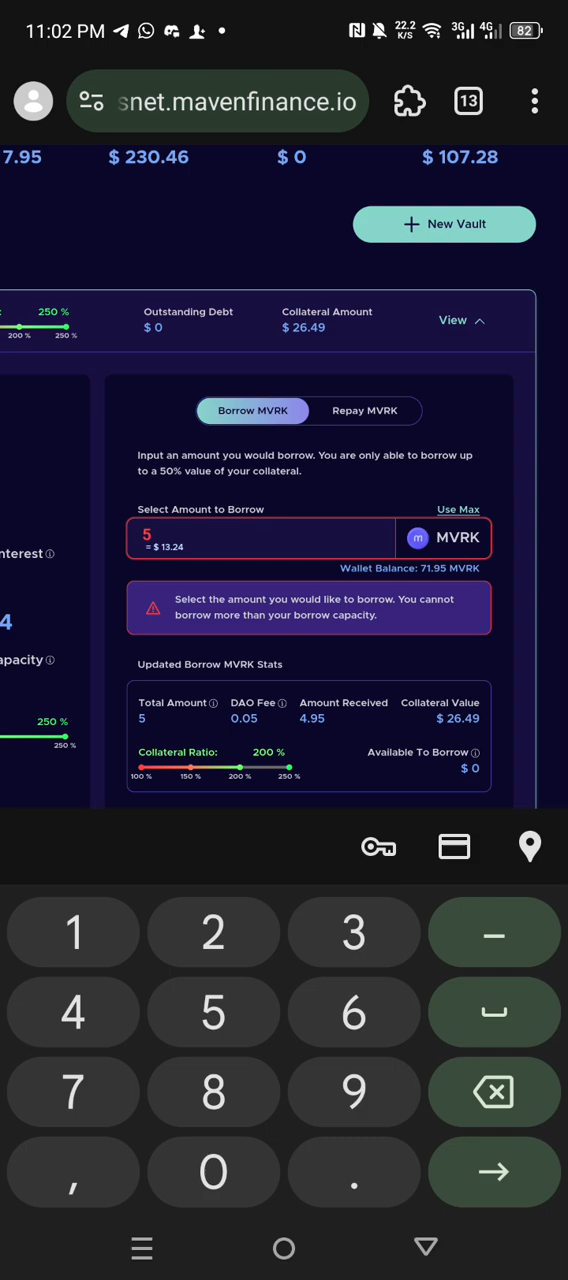 11:02 PM 22.2 K/S 3G 4G 82
snet.mavenfinance.io 13
7.95 $ 230.46 $ 0 $ 107.28
+ New Vault
: 250 % Outstanding Debt Collateral Amount
$ 0 $ 26.49 View
200 % 250 %
Borrow MVRK Repay MVRK
Input an amount you would borrow. You are only able to borrow up
to a 50% value of your collateral.
Select Amount to Borrow Use Max
5
= $ 13.24
m MVRK
Wallet Balance: 71.95 MVRK
Select the amount you would like to borrow. You cannot
borrow more than your borrow capacity.
nterest
4
apacity
250 %
250 %
Updated Borrow MVRK Stats
Total Amount DAO Fee Amount Received Collateral Value
5 0.05 4.95 $ 26.49
Collateral Ratio: 200 % Available To Borrow
$ 0
100 % 150 % 200 % 250 %
1 2 3 –
4 5 6
7 8 9
, 0 .